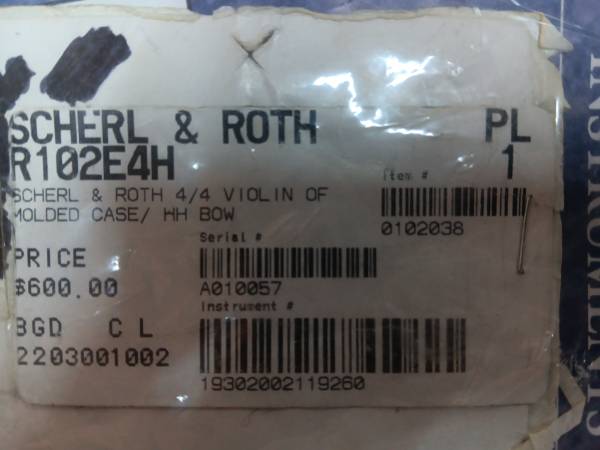 SCHERL & ROTH PL
R102E4H 1
Item #
SCHERL & ROTH 4/4 VIOLIN OF
MOLDED CASE/ HH BOW
0102038
Serial #
PRICE
$600.00
A010057
Instrument #
BGD C L
2203001002
19302002119260
INSTRUMENTS